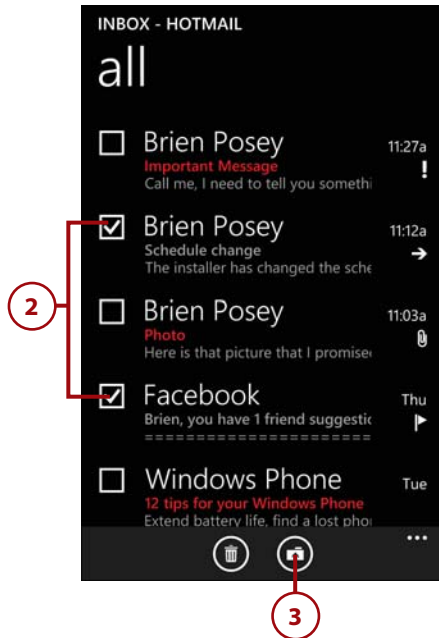 INBOX - HOTMAIL
all
Brien Posey 11:27a
Important Message
Call me, I need to tell you somethi
Brien Posey 11:12a
Schedule change
The installer has changed the sche
2
Brien Posey 11:03a
Photo
Here is that picture that I promise
Facebook Thu
Brien, you have 1 friend suggestic
=======================
Windows Phone Tue
12 tips for your Windows Phone
Extend battery life, find a lost phor
...
3